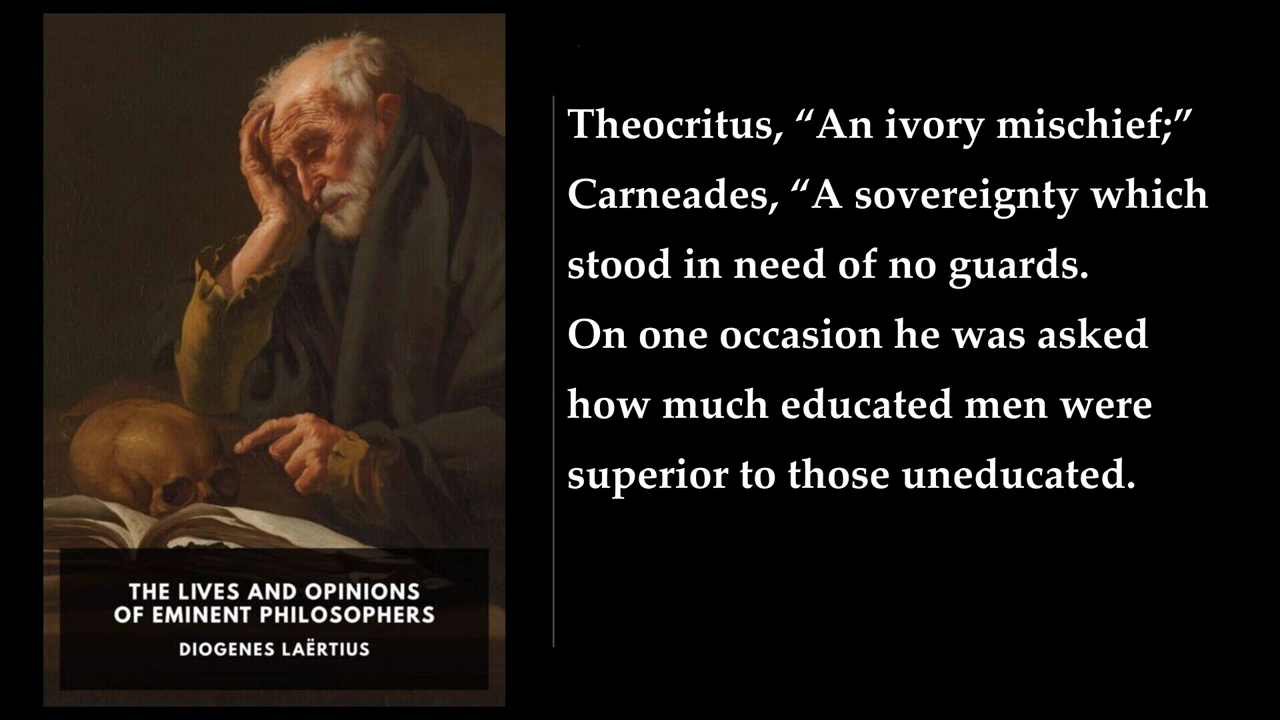 THE LIVES AND OPINIONS
OF EMINENT PHILOSOPHERS
DIOGENES LAËRTIUS
Theocritus, “An ivory mischief;”
Carneades, “A sovereignty which
stood in need of no guards.
On one occasion he was asked
how much educated men were
superior to those uneducated.